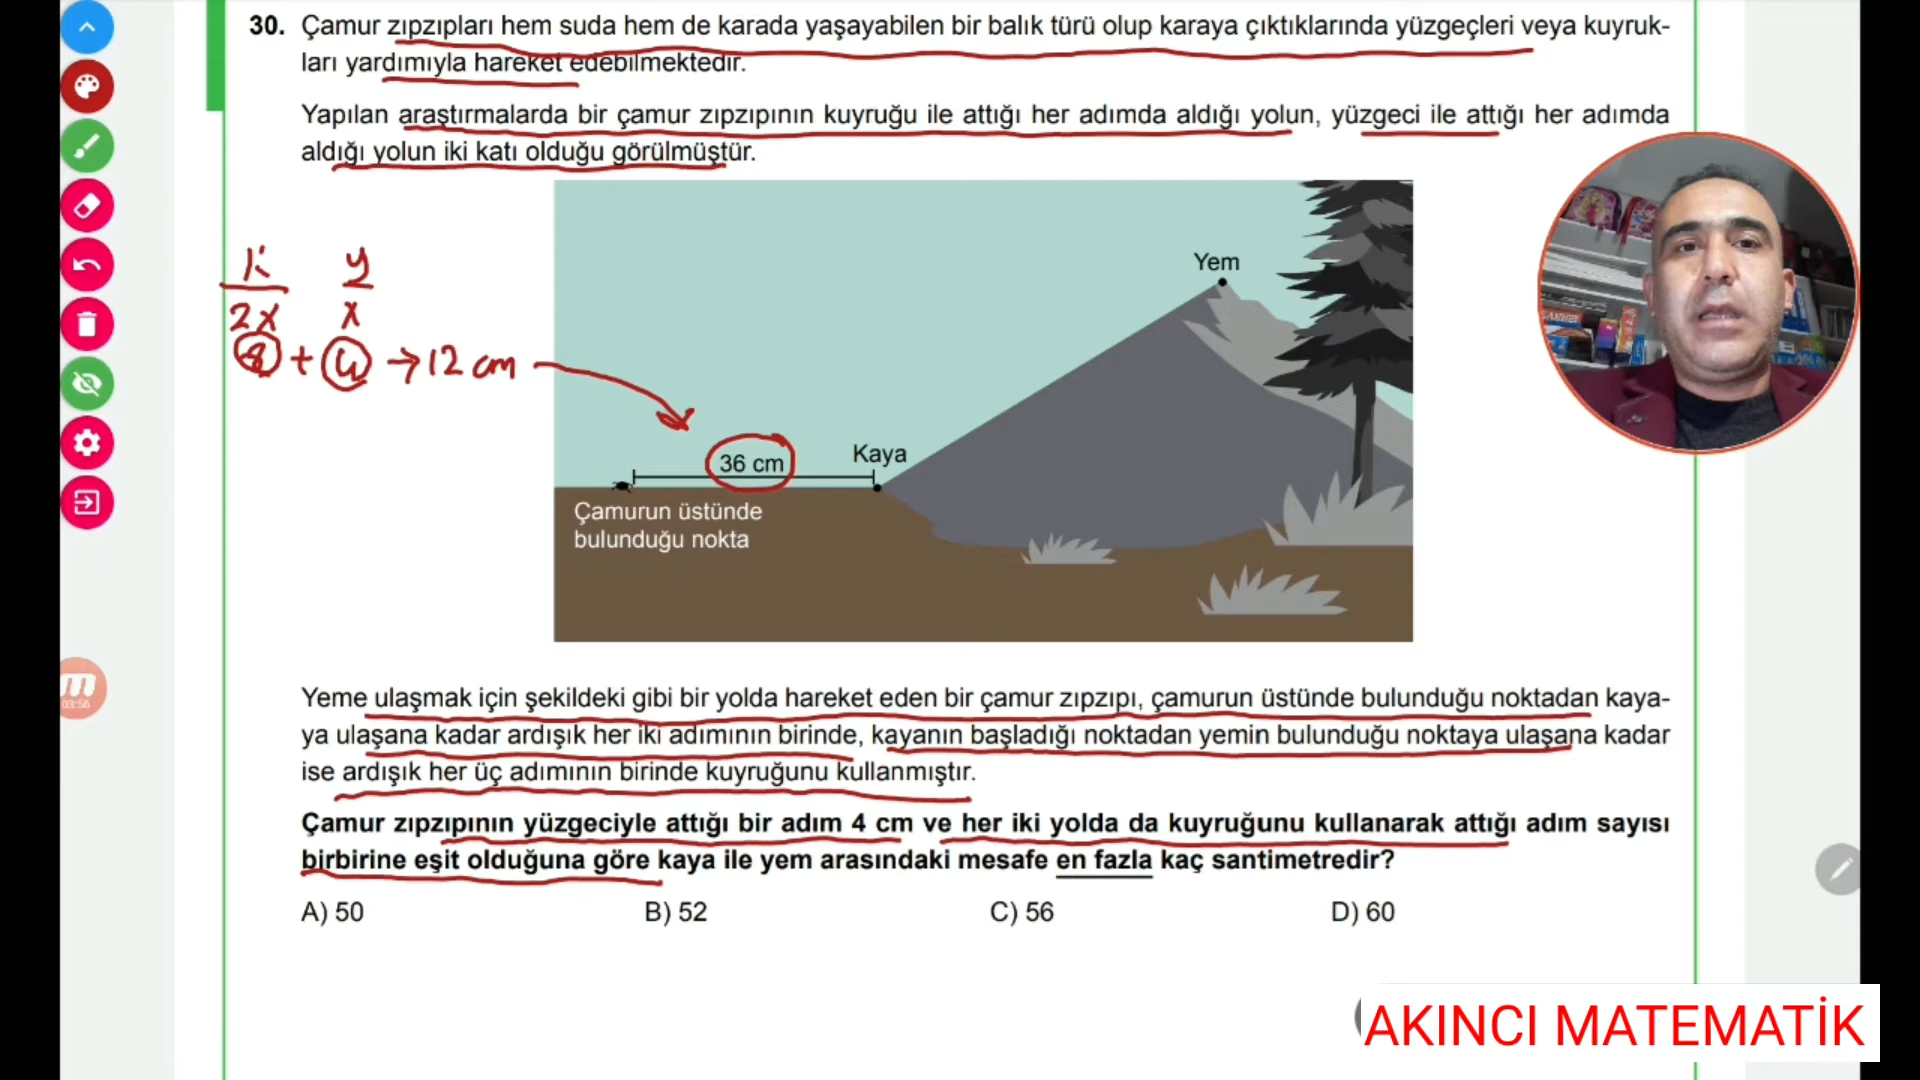 30. Çamur zıpzıpları hem suda hem de karada yaşayabilen bir balık türü olup karaya çıktıklarında yüzgeçleri veya kuyruk-
ları yardımıyla hareket edebilmektedir.
Yapılan araştırmalarda bir çamur zıpzıpının kuyruğu ile attığı her adımda aldığı yolun, yüzgeci ile attığı her adımda
aldığı yolun iki katı olduğu görülmüştür.
Yem
K y
2x x
8 + 4 → 12 cm
36 cm
Kaya
Çamurun üstünde
bulunduğu nokta
03:56
Yeme ulaşmak için şekildeki gibi bir yolda hareket eden bir çamur zıpzıpı, çamurun üstünde bulunduğu noktadan kaya-
ya ulaşana kadar ardışık her iki adımının birinde, kayanın başladığı noktadan yemin bulunduğu noktaya ulaşana kadar
ise ardışık her üç adımının birinde kuyruğunu kullanmıştır.
Çamur zıpzıpının yüzgeciyle attığı bir adım 4 cm ve her iki yolda da kuyruğunu kullanarak attığı adım sayısı
birbirine eşit olduğuna göre kaya ile yem arasındaki mesafe en fazla kaç santimetredir?
A) 50 B) 52 C) 56 D) 60
AKINCI MATEMATİK